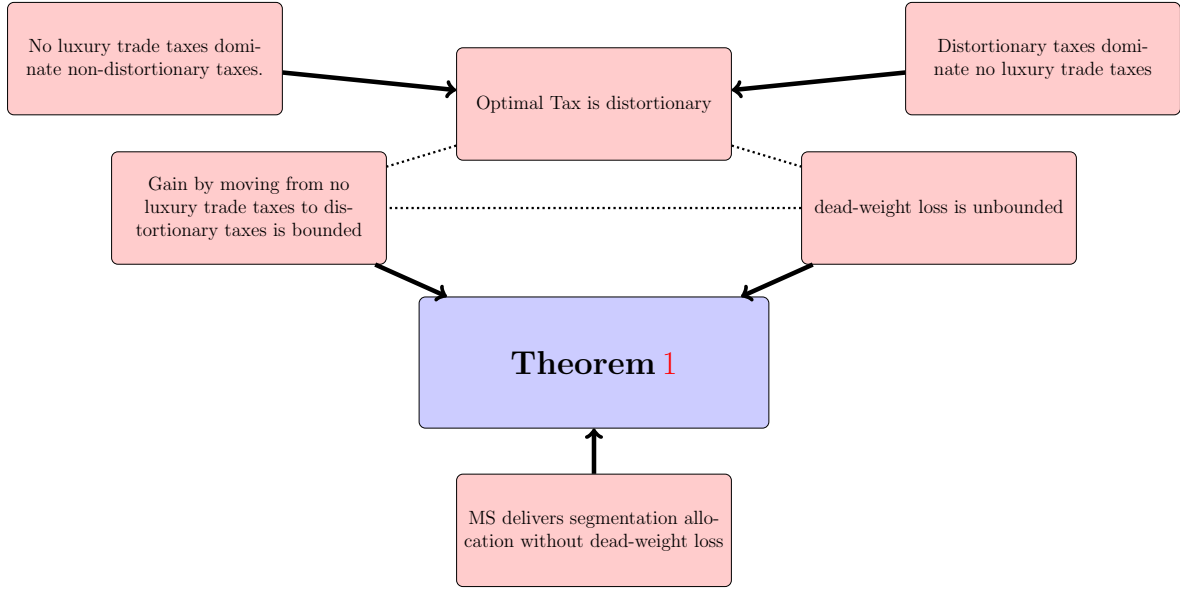 No luxury trade taxes domi-
nate non-distortionary taxes.
Optimal Tax is distortionary
Distortionary taxes domi-
nate no luxury trade taxes
Gain by moving from no
luxury trade taxes to dis-
tortionary taxes is bounded
dead-weight loss is unbounded
Theorem 1
MS delivers segmentation allo-
cation without dead-weight loss